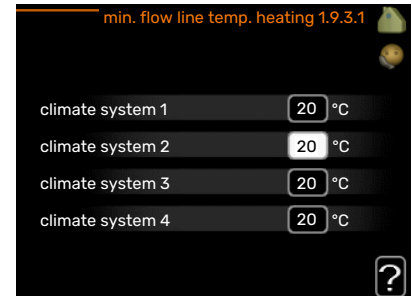 min. flow line temp. heating 1.9.3.1
climate system 1 20 °C
climate system 2 20 °C
climate system 3 20 °C
climate system 4 20 °C
?